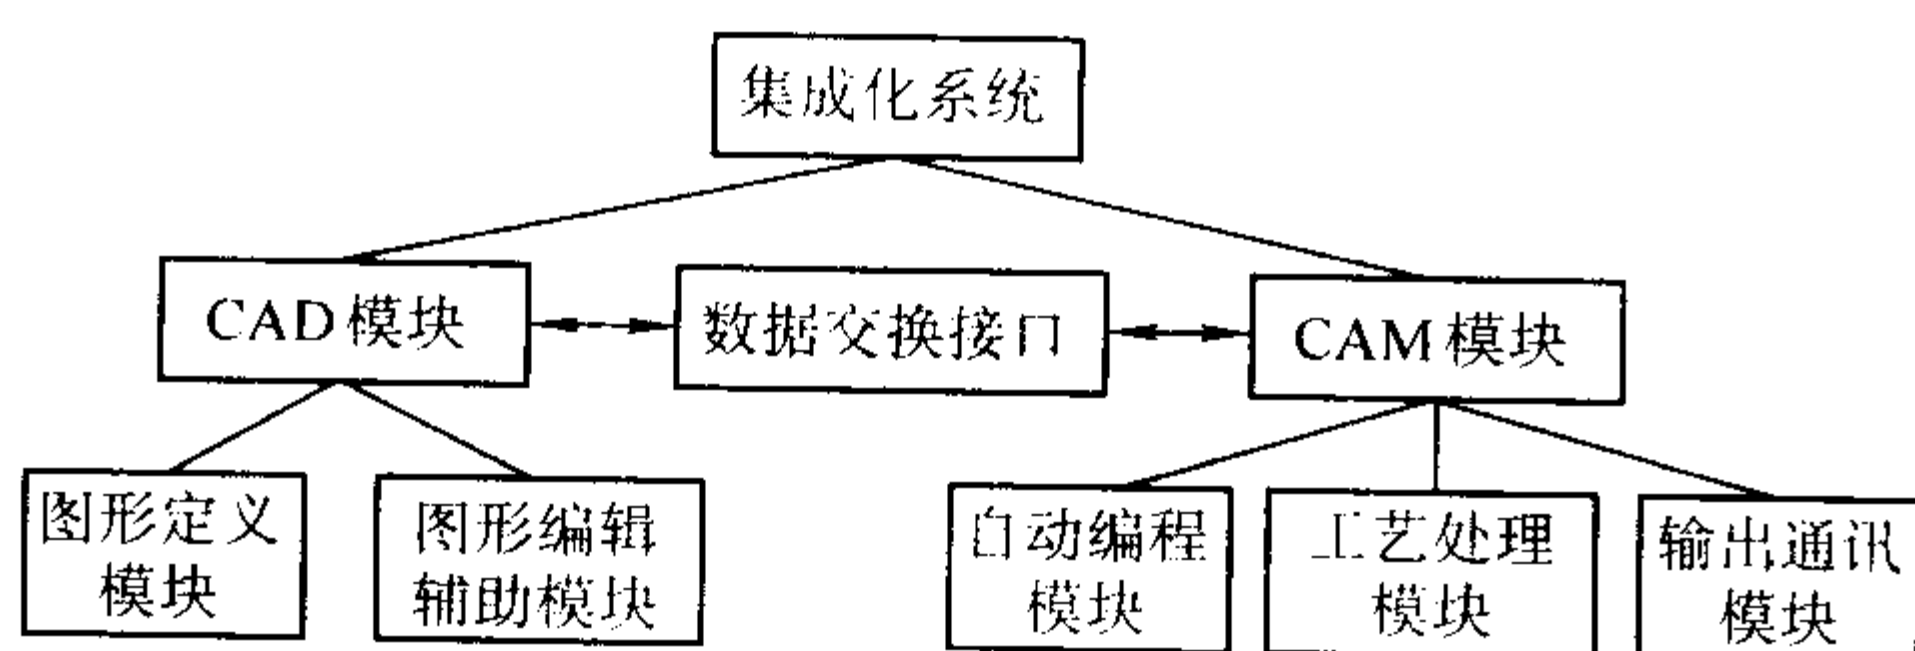 集成化系统
CAD模块
数据交换接口
CAM模块
图形定义
模块
图形编辑
辅助模块
自动编程
模块
工艺处理
模块
输出通讯
模块